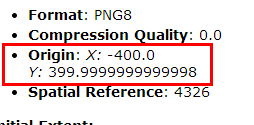 Format: PNG8
Compression Quality: 0.0
Origin: X: -400.0
Y: 399.9999999999998
Spatial Reference: 4326